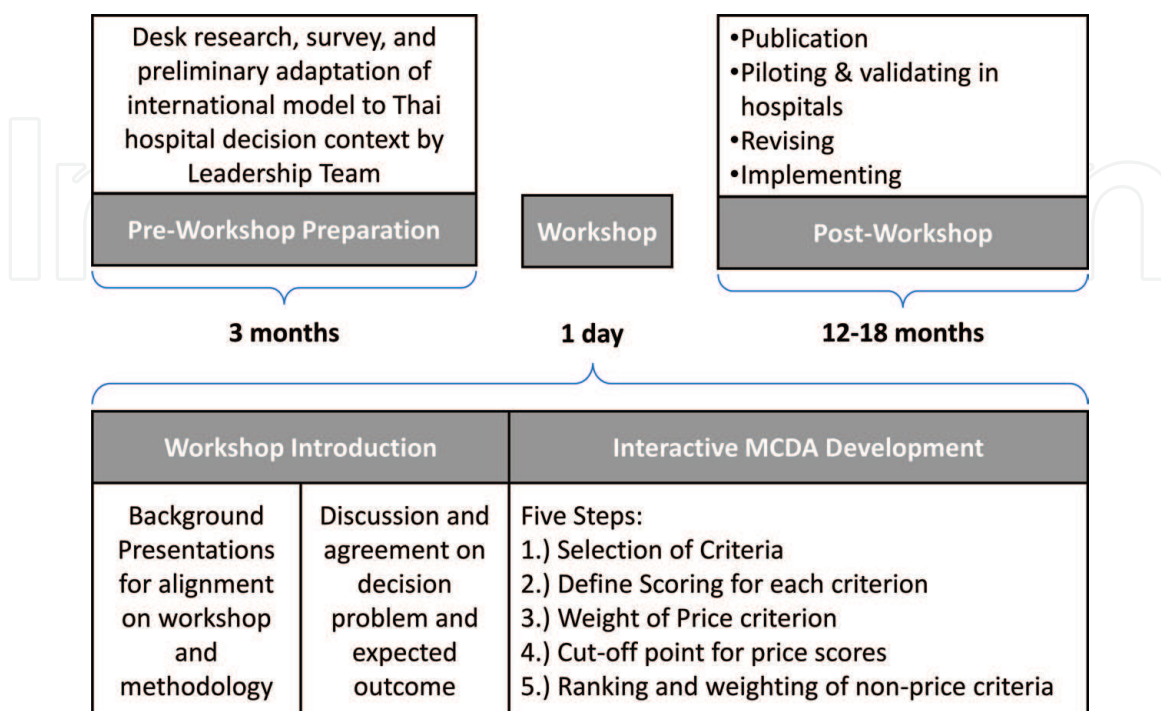 Desk research, survey, and
preliminary adaptation of
international model to Thai
hospital decision context by
Leadership Team
Pre-Workshop Preparation
Workshop
•Publication
•Piloting & validating in
hospitals
•Revising
•Implementing
Post-Workshop
3 months
1 day
12-18 months
Workshop Introduction
Interactive MCDA Development
Background
Presentations
for alignment
on workshop
and
methodology
Discussion and
agreement on
decision
problem and
expected
outcome
Five Steps:
1.) Selection of Criteria
2.) Define Scoring for each criterion
3.) Weight of Price criterion
4.) Cut-off point for price scores
5.) Ranking and weighting of non-price criteria